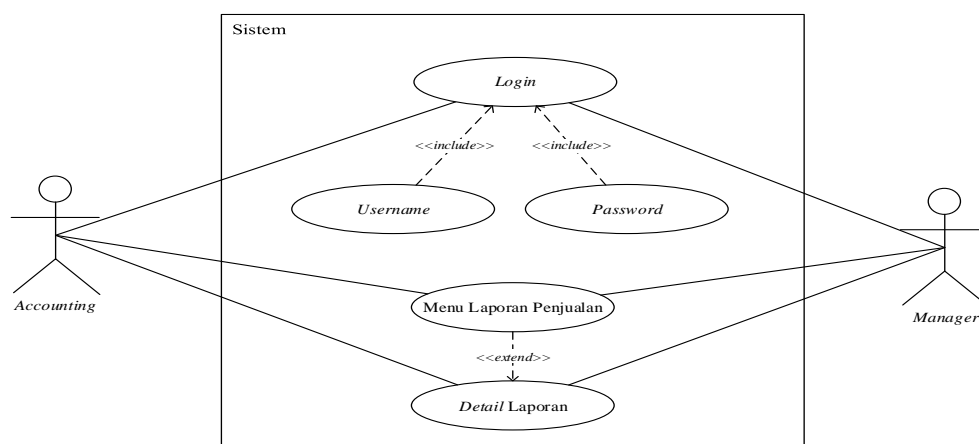 Sistem
Login
<<include>> <<include>>
Username Password
Accounting
Menu Laporan Penjualan
Manager
<<extend>>
Detail Laporan